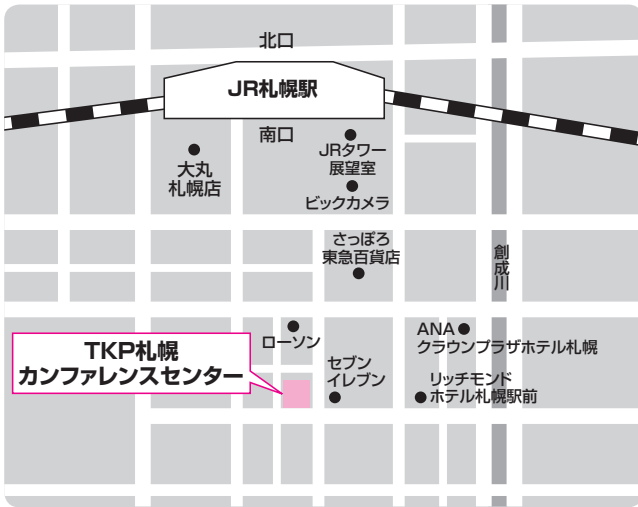 北口
JR札幌駅
南口
大丸
札幌店
JRタワー
展望室
ビックカメラ
さっぽろ
東急百貨店
創成川
ローソン
ANA
クラウンプラザホテル札幌
TKP札幌
カンファレンスセンター
セブン
イレブン
リッチモンド
ホテル札幌駅前